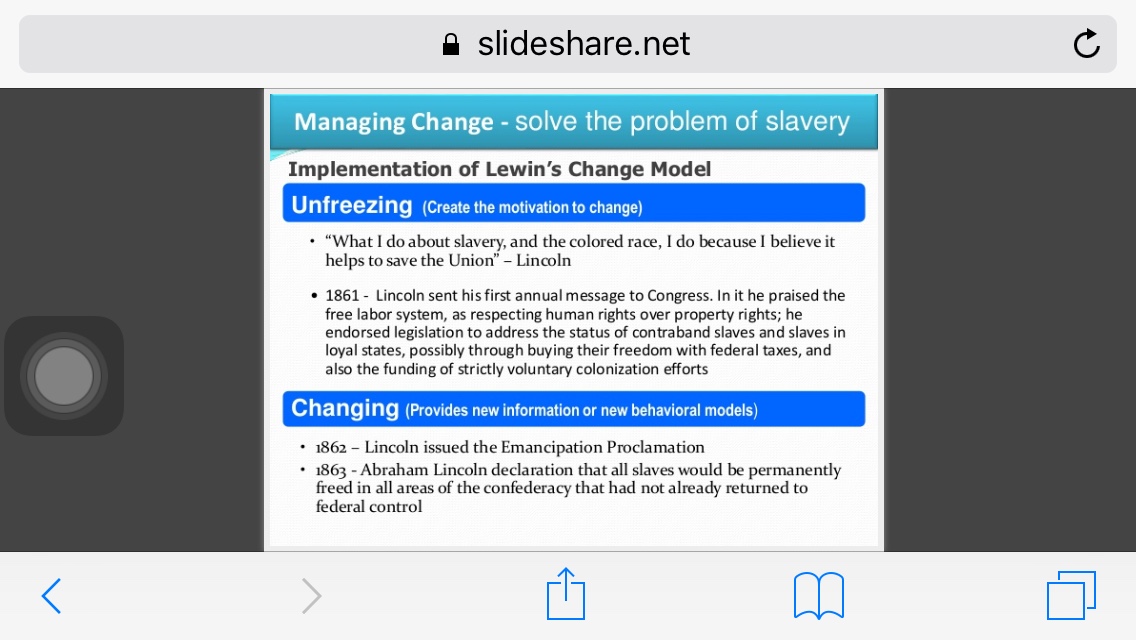 slideshare.net
Managing Change - solve the problem of slavery
Implementation of Lewin’s Change Model
Unfreezing (Create the motivation to change)
• “What I do about slavery, and the colored race, I do because I believe it
helps to save the Union” – Lincoln
• 1861 - Lincoln sent his first annual message to Congress. In it he praised the
free labor system, as respecting human rights over property rights; he
endorsed legislation to address the status of contraband slaves and slaves in
loyal states, possibly through buying their freedom with federal taxes, and
also the funding of strictly voluntary colonization efforts
Changing (Provides new information or new behavioral models)
• 1862 – Lincoln issued the Emancipation Proclamation
• 1863 - Abraham Lincoln declaration that all slaves would be permanently
freed in all areas of the confederacy that had not already returned to
federal control